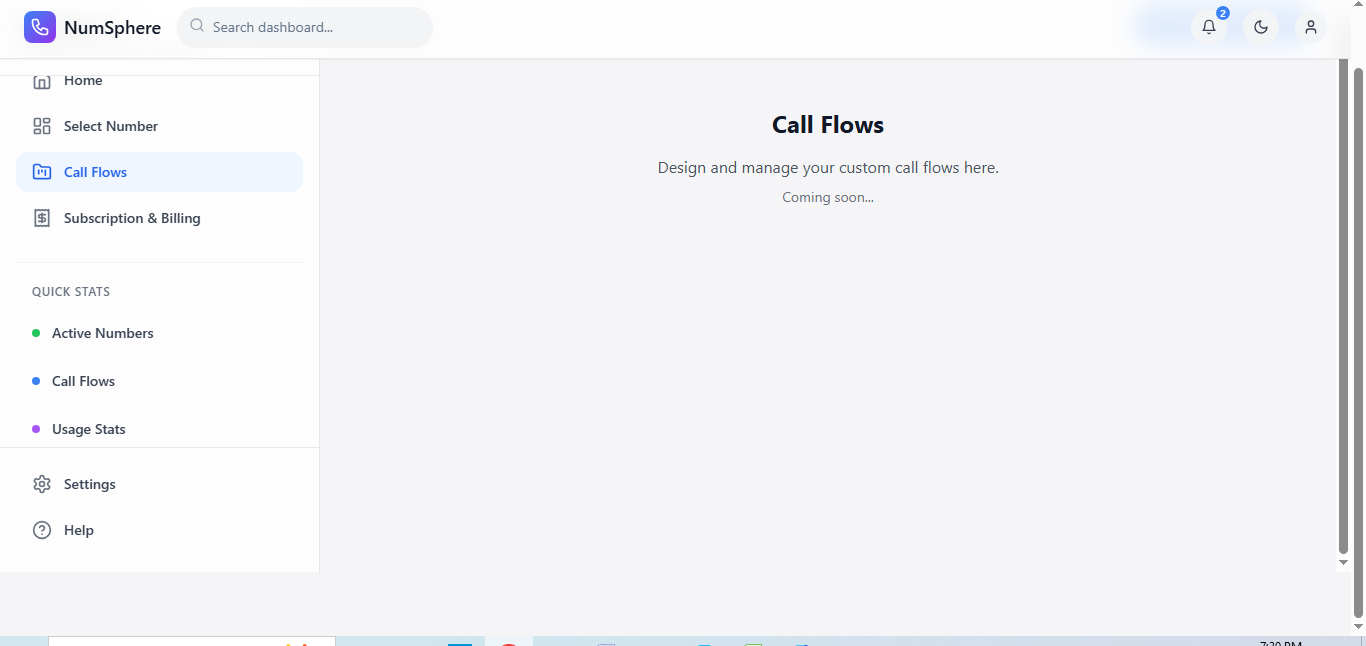 NumSphere
Search dashboard...
2
Home
Select Number
Call Flows
Subscription & Billing
QUICK STATS
Active Numbers
Call Flows
Usage Stats
Settings
Help
Call Flows
Design and manage your custom call flows here.
Coming soon...